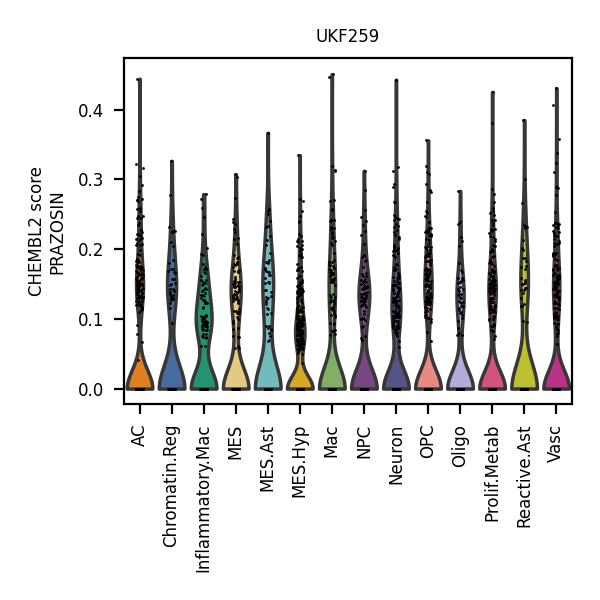 UKF259
CHEMBL2 score
PRAZOSIN
0.4
0.3
0.2
0.1
0.0
AC
Chromatin.Reg
Inflammatory.Mac
MES
MES.Ast
MES.Hyp
Mac
NPC
Neuron
OPC
Oligo
Prolif.Metab
Reactive.Ast
Vasc